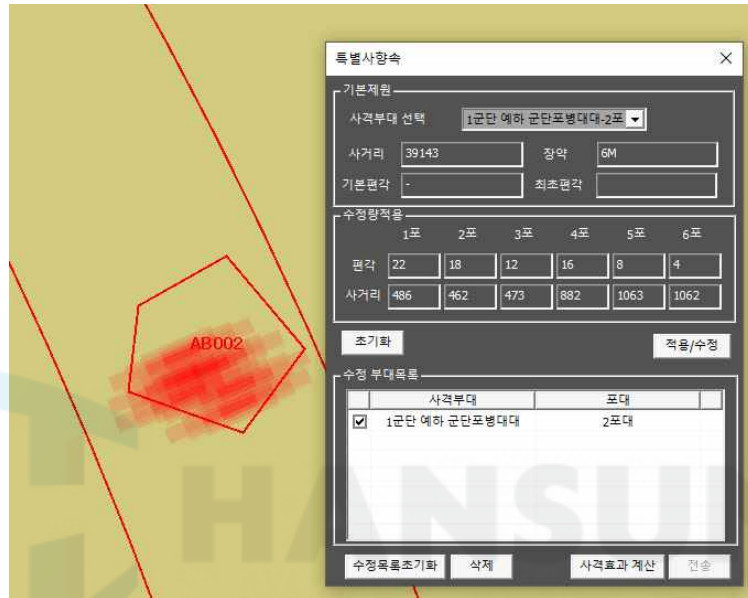 특별사항속
기본제원
사격부대 선택 1군단 예하 군단포병대대-2포
사거리 39143 장약 6M
기본편각 - 최초편각
수정량적용
1포 2포 3포 4포 5포 6포
편각 22 18 12 16 8 4
사거리 486 462 473 882 1063 1062
초기화 적용/수정
수정 부대목록
사격부대 포대
1군단 예하 군단포병대대 2포대
수정목록초기화 삭제 사격효과 계산 전송
AB002
HANSU